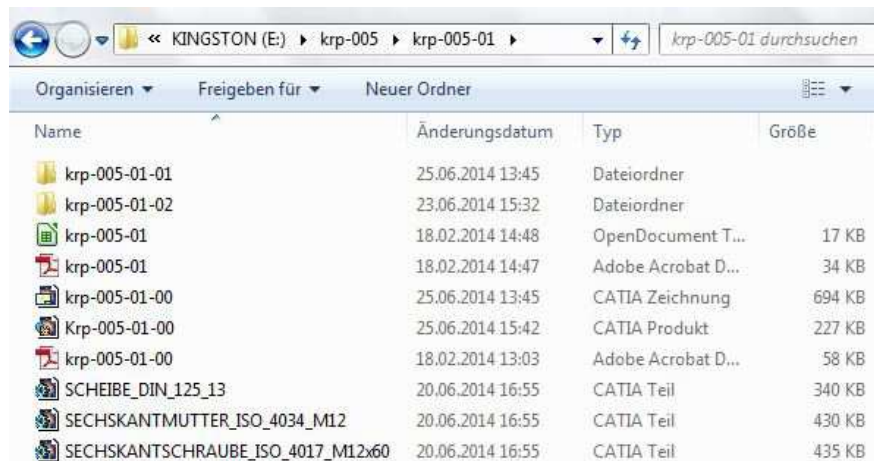 « KINGSTON (E:) ▸ krp-005 ▸ krp-005-01 ▸ krp-005-01 durchsuchen
Organisieren Freigeben für Neuer Ordner
Name Änderungsdatum Typ Größe
krp-005-01-01 25.06.2014 13:45 Dateiordner
krp-005-01-02 23.06.2014 15:32 Dateiordner
krp-005-01 18.02.2014 14:48 OpenDocument T... 17 KB
krp-005-01 18.02.2014 14:47 Adobe Acrobat D... 34 KB
krp-005-01-00 25.06.2014 13:45 CATIA Zeichnung 694 KB
Krp-005-01-00 25.06.2014 15:42 CATIA Produkt 227 KB
krp-005-01-00 18.02.2014 13:03 Adobe Acrobat D... 58 KB
SCHEIBE_DIN_125_13 20.06.2014 16:55 CATIA Teil 340 KB
SECHSKANTMUTTER_ISO_4034_M12 20.06.2014 16:55 CATIA Teil 430 KB
SECHSKANTSCHRAUBE_ISO_4017_M12x60 20.06.2014 16:55 CATIA Teil 435 KB